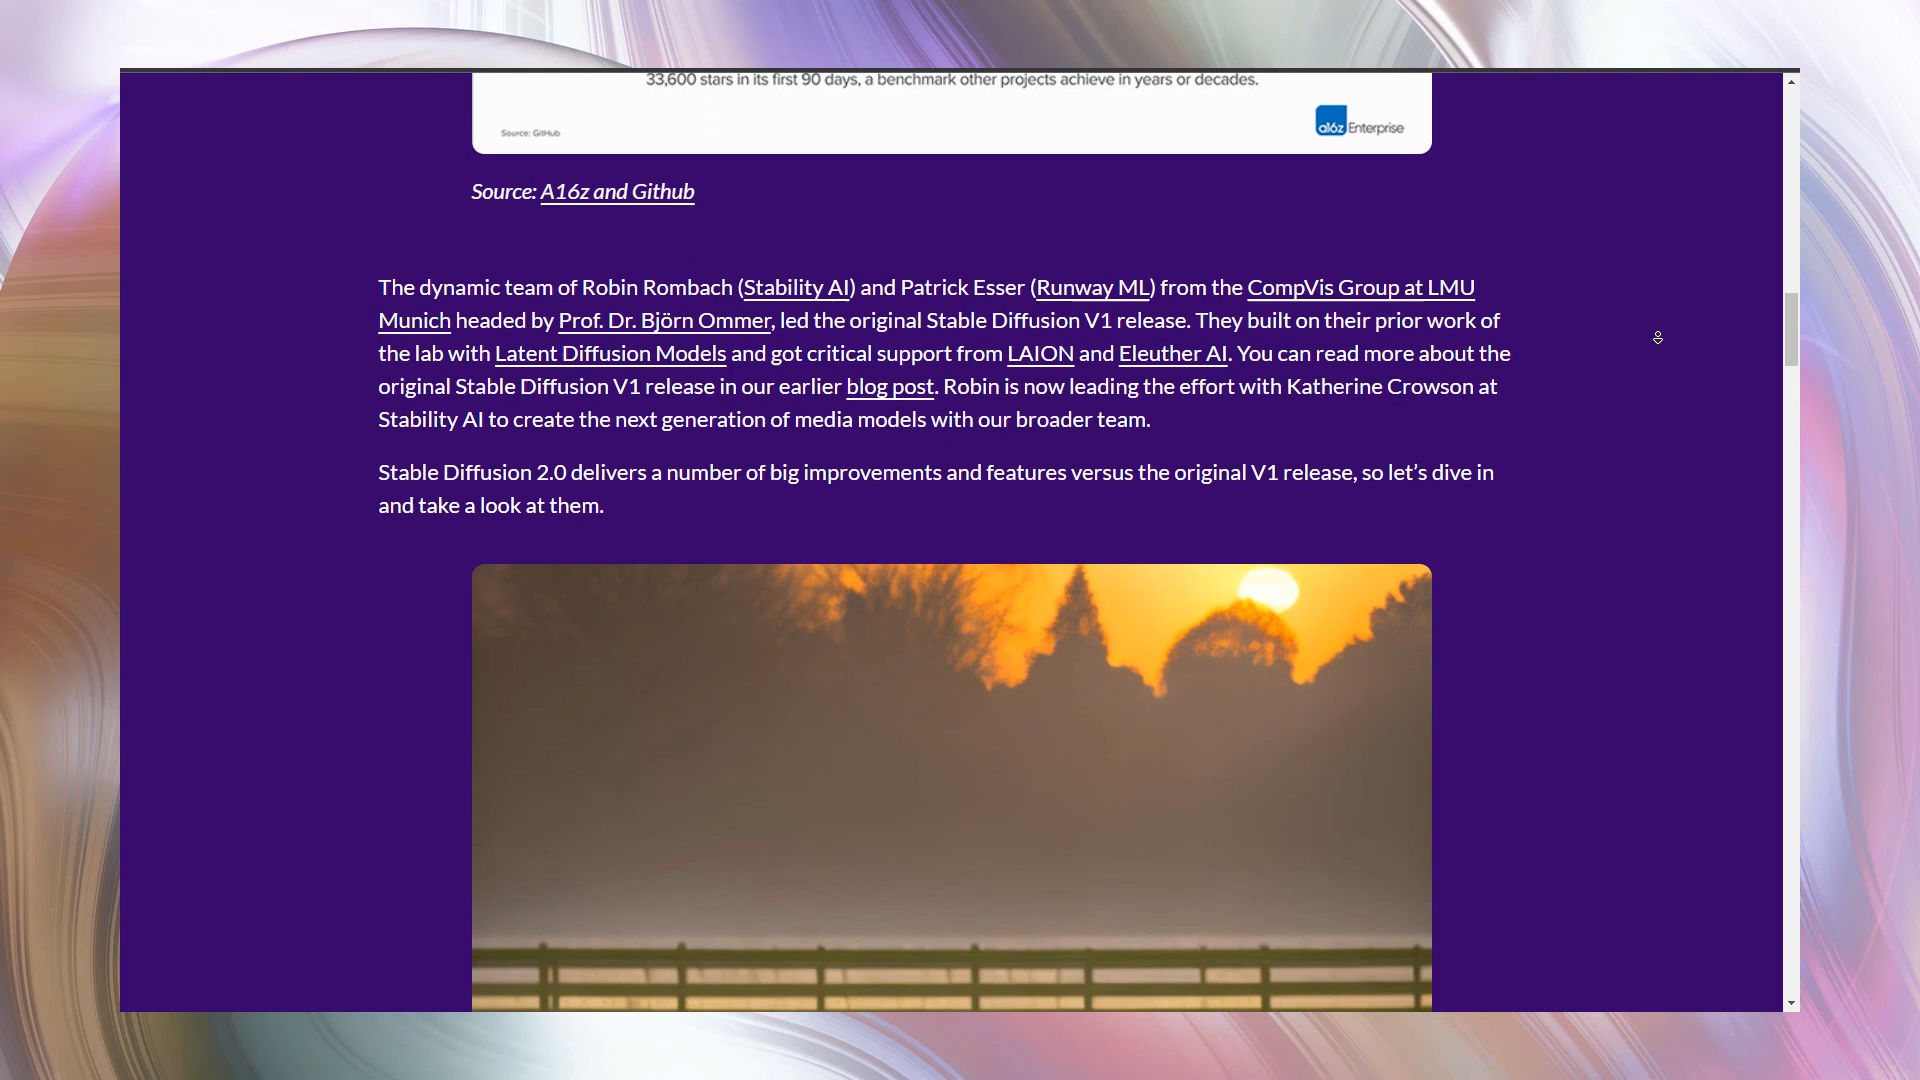 33,600 stars in its first 90 days, a benchmark other projects achieve in years or decades.
Source: GitHub
a16z Enterprise
Source: A16z and Github
The dynamic team of Robin Rombach (Stability AI) and Patrick Esser (Runway ML) from the CompVis Group at LMU
Munich headed by Prof. Dr. Björn Ommer, led the original Stable Diffusion V1 release. They built on their prior work of
the lab with Latent Diffusion Models and got critical support from LAION and Eleuther AI. You can read more about the
original Stable Diffusion V1 release in our earlier blog post. Robin is now leading the effort with Katherine Crowson at
Stability AI to create the next generation of media models with our broader team.
Stable Diffusion 2.0 delivers a number of big improvements and features versus the original V1 release, so let’s dive in
and take a look at them.